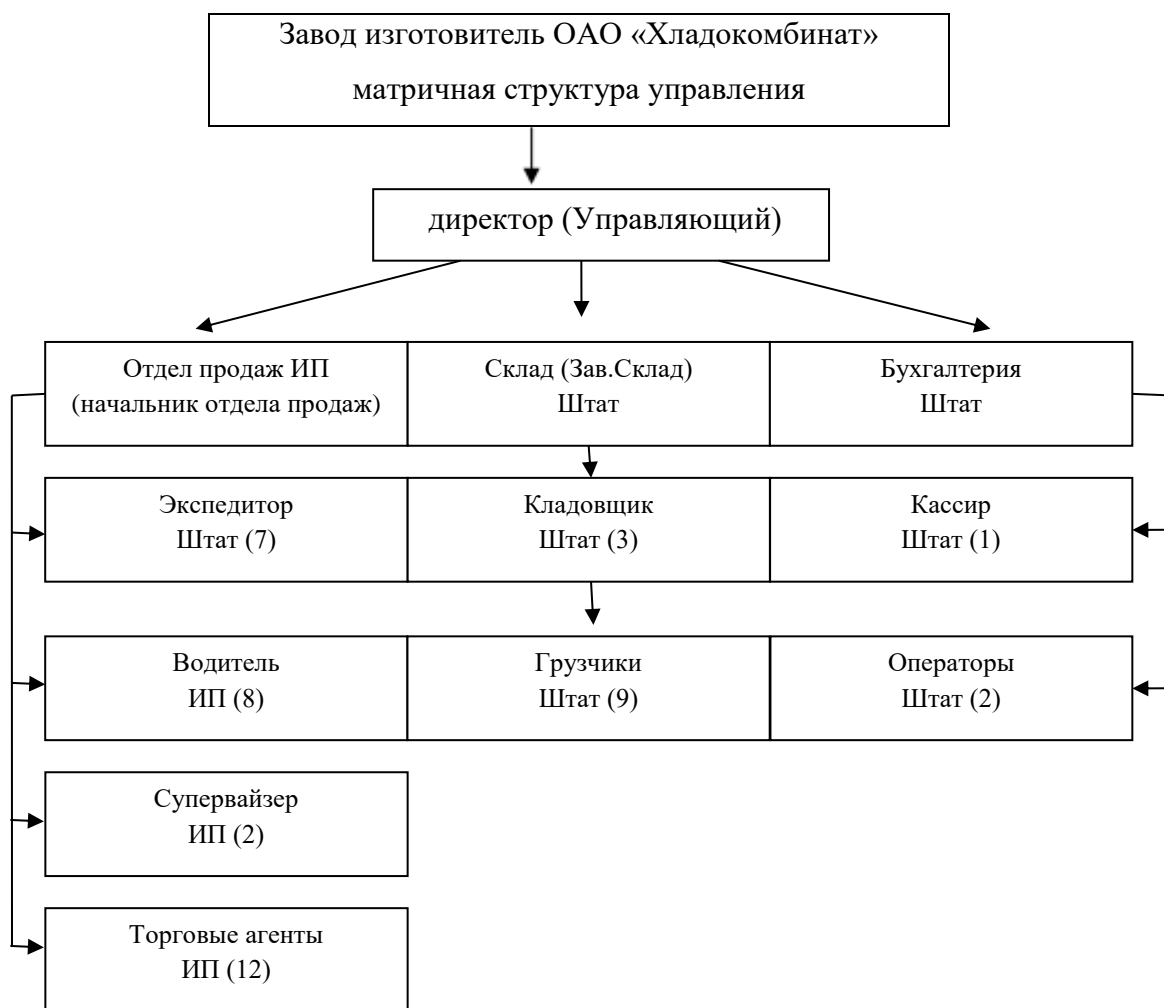 Завод изготовитель ОАО «Хладокомбинат»
матричная структура управления
директор (Управляющий)
Отдел продаж ИП
(начальник отдела продаж)
Склад (Зав.Склад)
Штат
Бухгалтерия
Штат
Экспедитор
Штат (7)
Кладовщик
Штат (3)
Кассир
Штат (1)
Водитель
ИП (8)
Грузчики
Штат (9)
Операторы
Штат (2)
Супервайзер
ИП (2)
Торговые агенты
ИП (12)